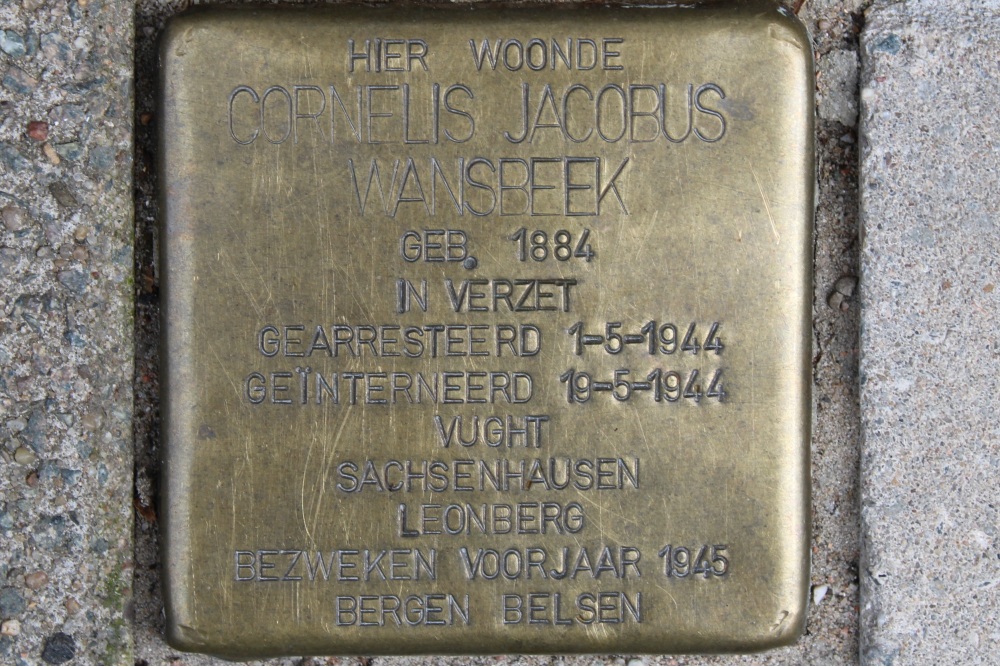 HIER WOONDE
CORNELIS JACOBUS
WANSBEEK
GEB. 1884
IN VERZET
GEARRESTEERD 1-5-1944
GEÏNTERNEERD 19-5-1944
VUGHT
SACHSENHAUSEN
LEONBERG
BEZWEKEN VOORJAAR 1945
BERGEN BELSEN